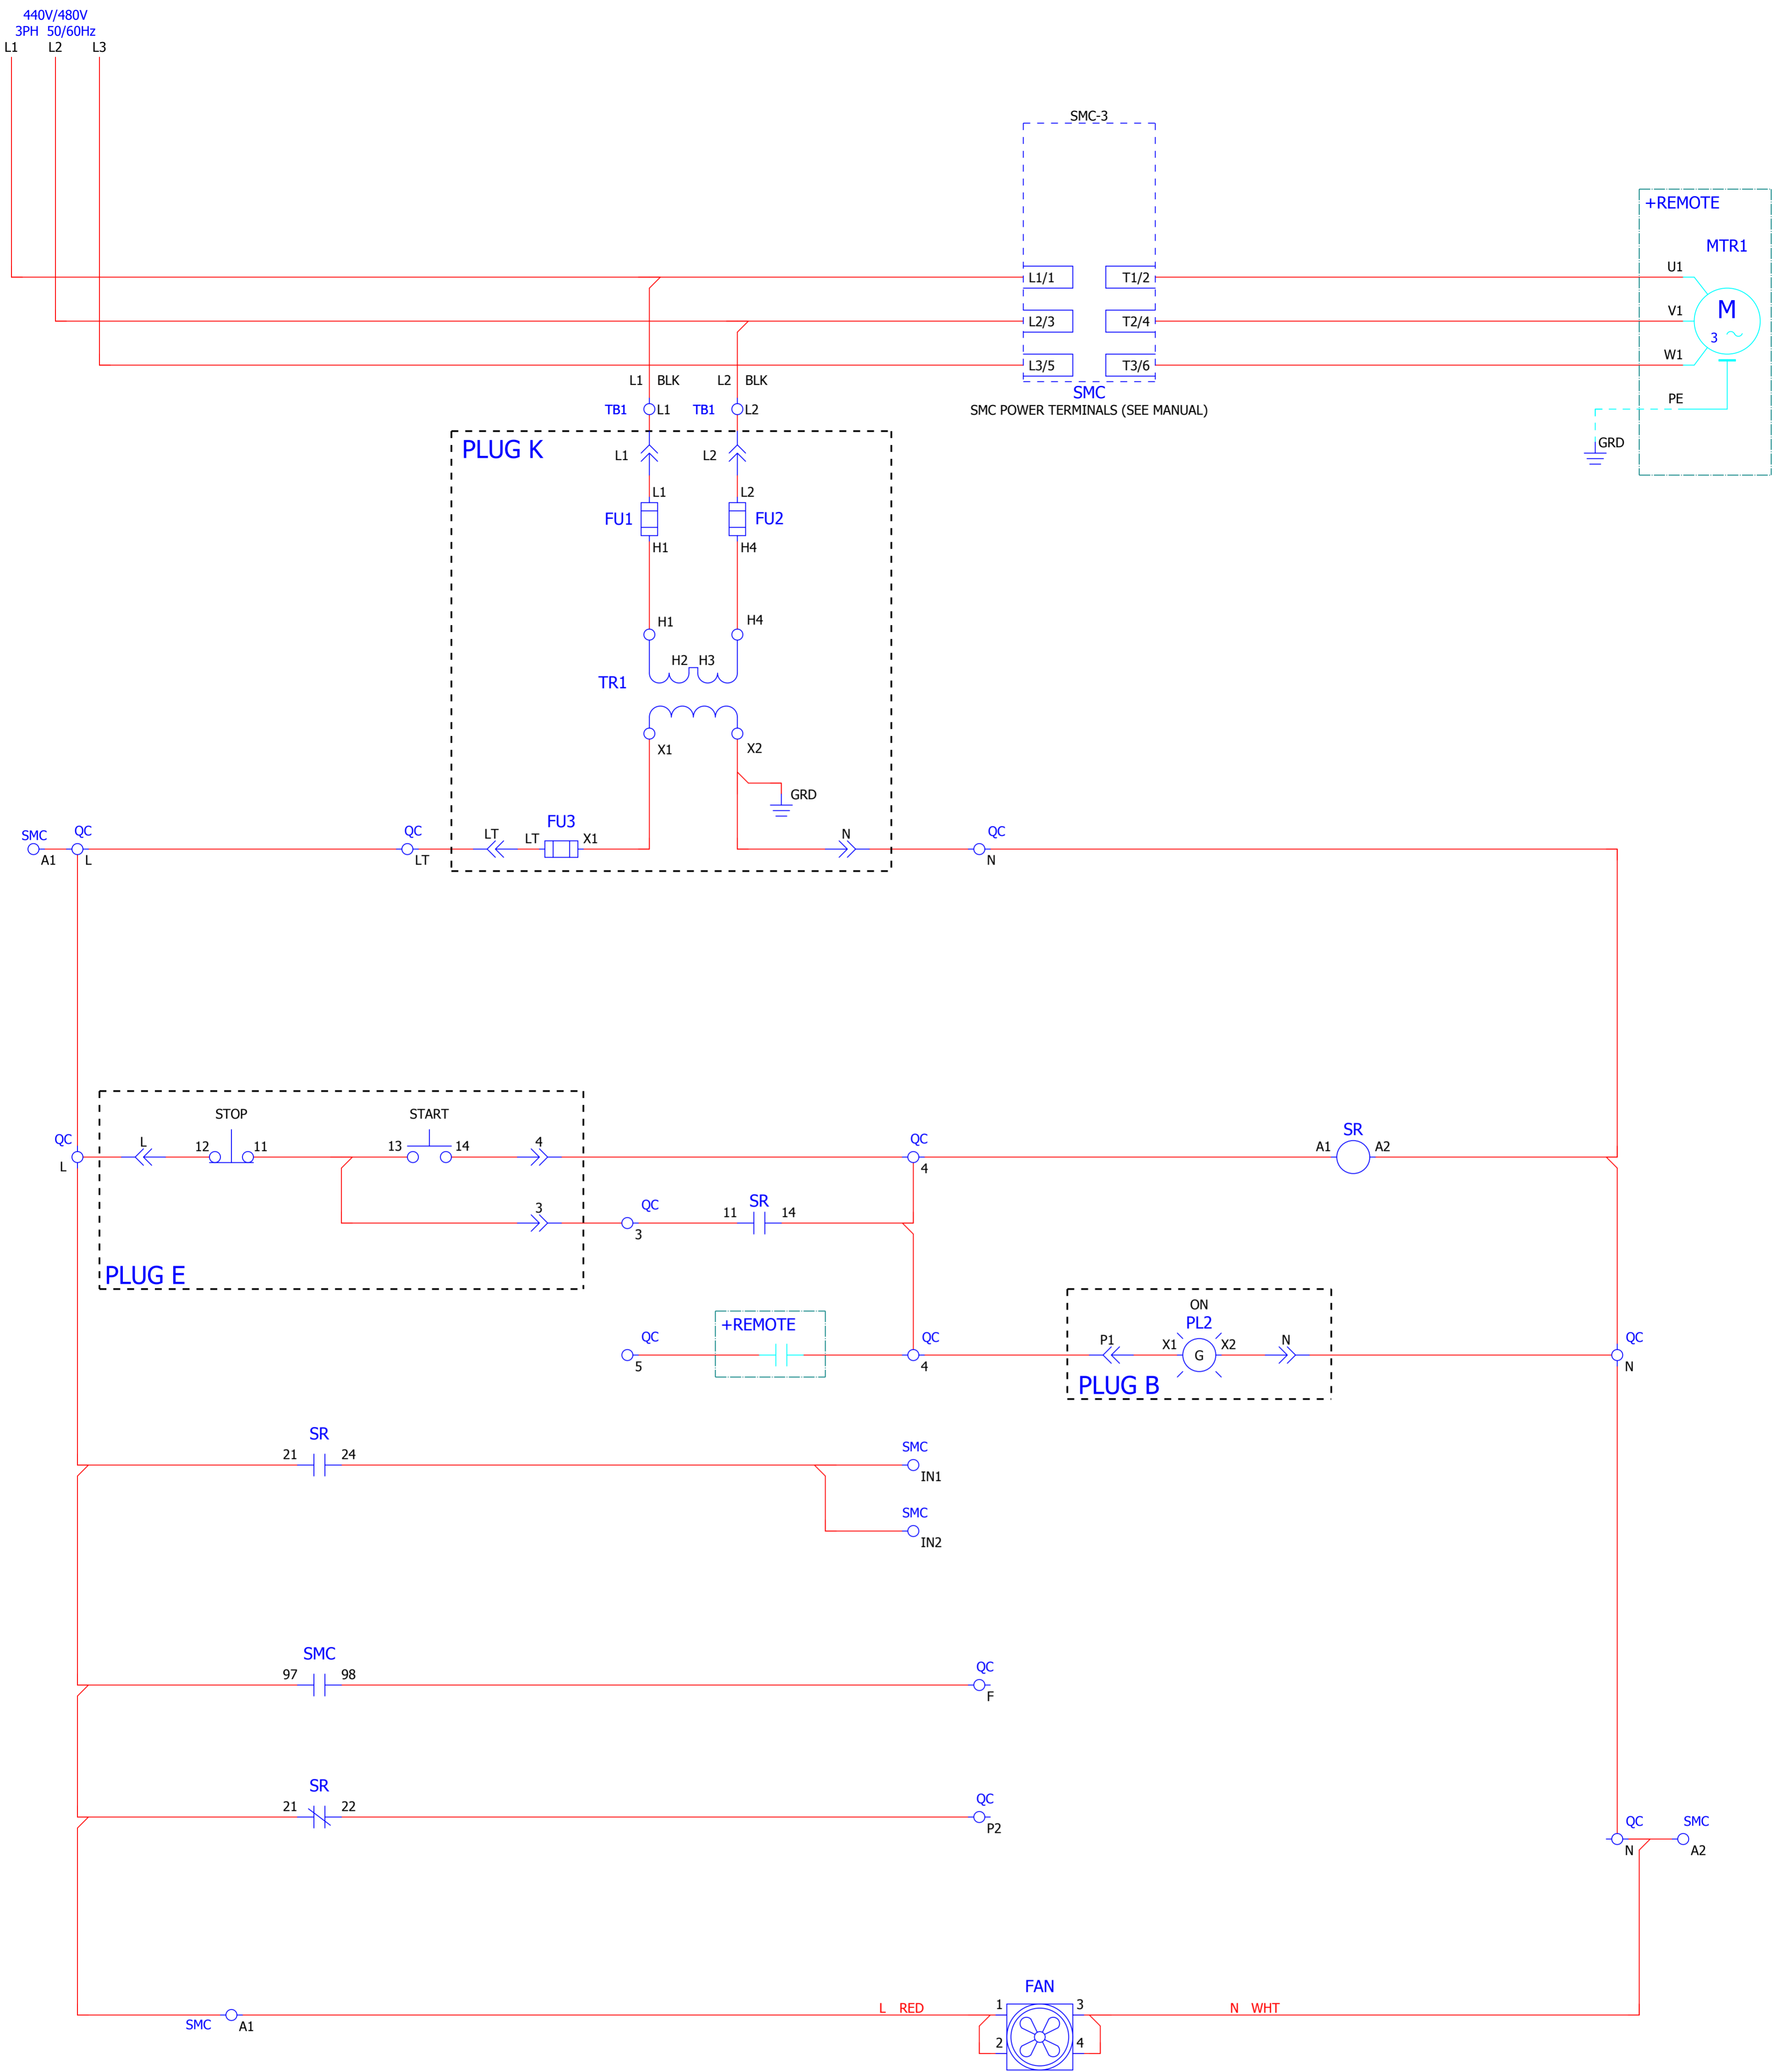 440V/480V
3PH 50/60Hz
L1 L2 L3
SMC-3
+REMOTE
MTR1
L1/1 T1/2 U1
M
3
L2/3 T2/4 V1
L3/5 T3/6 W1
SMC
SMC POWER TERMINALS (SEE MANUAL)
PE
GRD
L1 BLK L2 BLK
TB1 L1 TB1 L2
PLUG K
L1 L2
L1 L2
FU1 FU2
H1 H4
H1 H4
H2 H3
TR1
X1 X2
GRD
SMC QC QC LT LT FU3 X1 N QC
A1 L LT N
STOP START
QC L 12 11 13 14 4 QC SR
L 4 A1 A2
3 QC SR
3 11 14
PLUG E
+REMOTE
ON
PL2
QC QC P1 X1 G X2 N QC
5 4 N
PLUG B
SR
21 24 SMC
IN1
SMC
IN2
SMC
97 98 QC
F
SR
21 22 QC
P2
QC SMC
N A2
FAN
SMC A1 L RED 1 3 N WHT
2 4